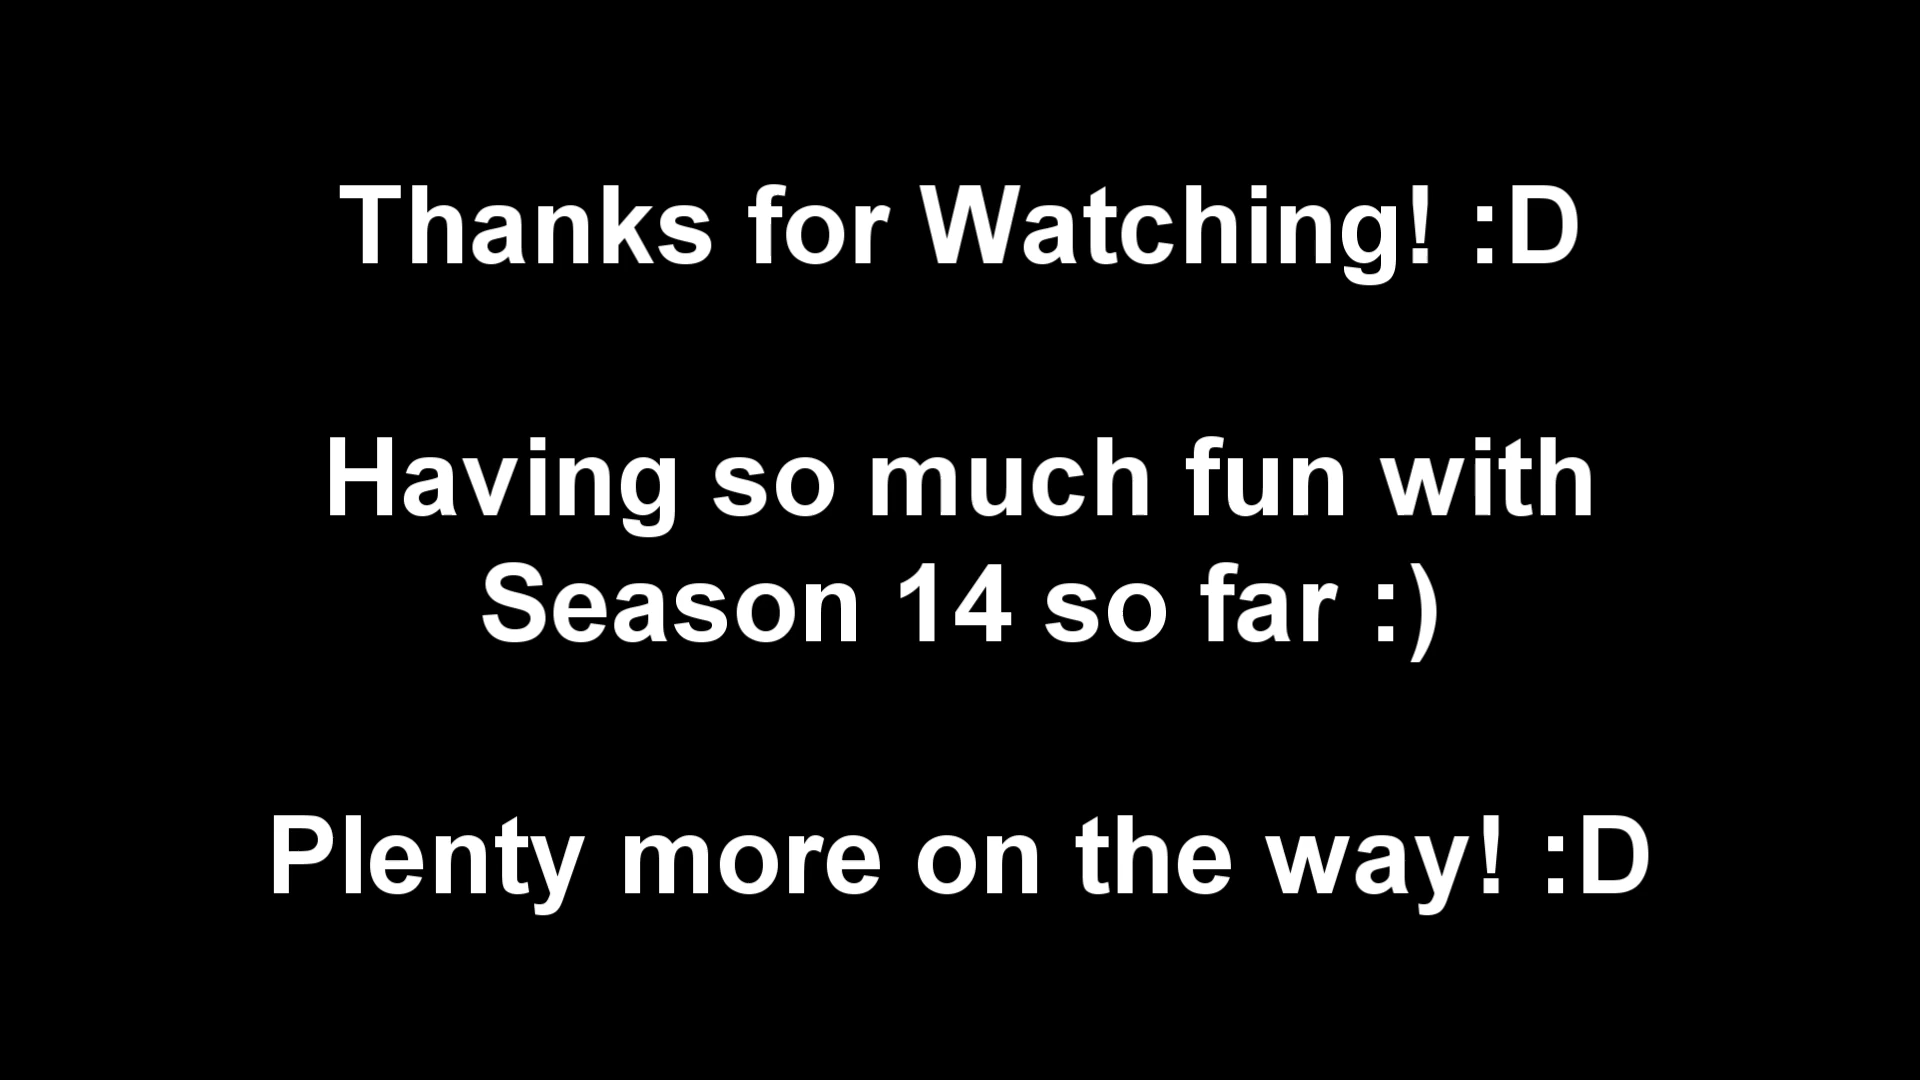 Thanks for Watching! :D
Having so much fun with
Season 14 so far :)
Plenty more on the way! :D